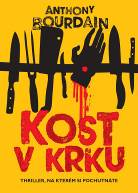 ANTHONY
BOURDAIN
KOST
V KRKU
THRILLER, NA KTERÉM SI POCHUTNÁTE